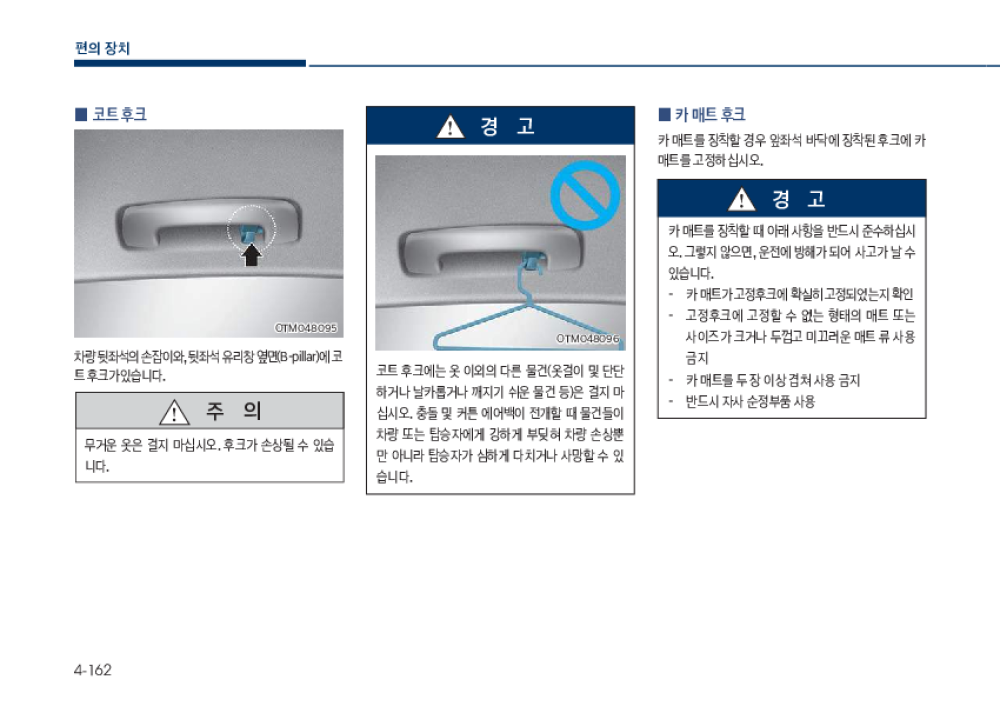 편의 장치
■ 코트 후크
OTM048095
차량 뒷좌석의 손잡이와, 뒷좌석 유리창 옆면(B-pillar)에 코
트 후크가 있습니다.
주 의
무거운 옷은 걸지 마십시오. 후크가 손상될 수 있습
니다.
경 고
OTM048096
코트 후크에는 옷 이외의 다른 물건(옷걸이 및 단단
하거나 날카롭거나 깨지기 쉬운 물건 등)은 걸지 마
십시오. 충돌 및 커튼 에어백이 전개할 때 물건들이
차량 또는 탑승자에게 강하게 부딪혀 차량 손상뿐
만 아니라 탑승자가 심하게 다치거나 사망할 수 있
습니다.
■ 카 매트 후크
카 매트를 장착할 경우 앞좌석 바닥에 장착된 후크에 카
매트를 고정하십시오.
경 고
카 매트를 장착할 때 아래 사항을 반드시 준수하십시
오. 그렇지 않으면, 운전에 방해가 되어 사고가 날 수
있습니다.
- 카 매트가 고정후크에 확실히 고정되었는지 확인
- 고정후크에 고정할 수 없는 형태의 매트 또는
사이즈가 크거나 두껍고 미끄러운 매트 류 사용
금지
- 카 매트를 두 장 이상 겹쳐 사용 금지
- 반드시 자사 순정부품 사용
4-162